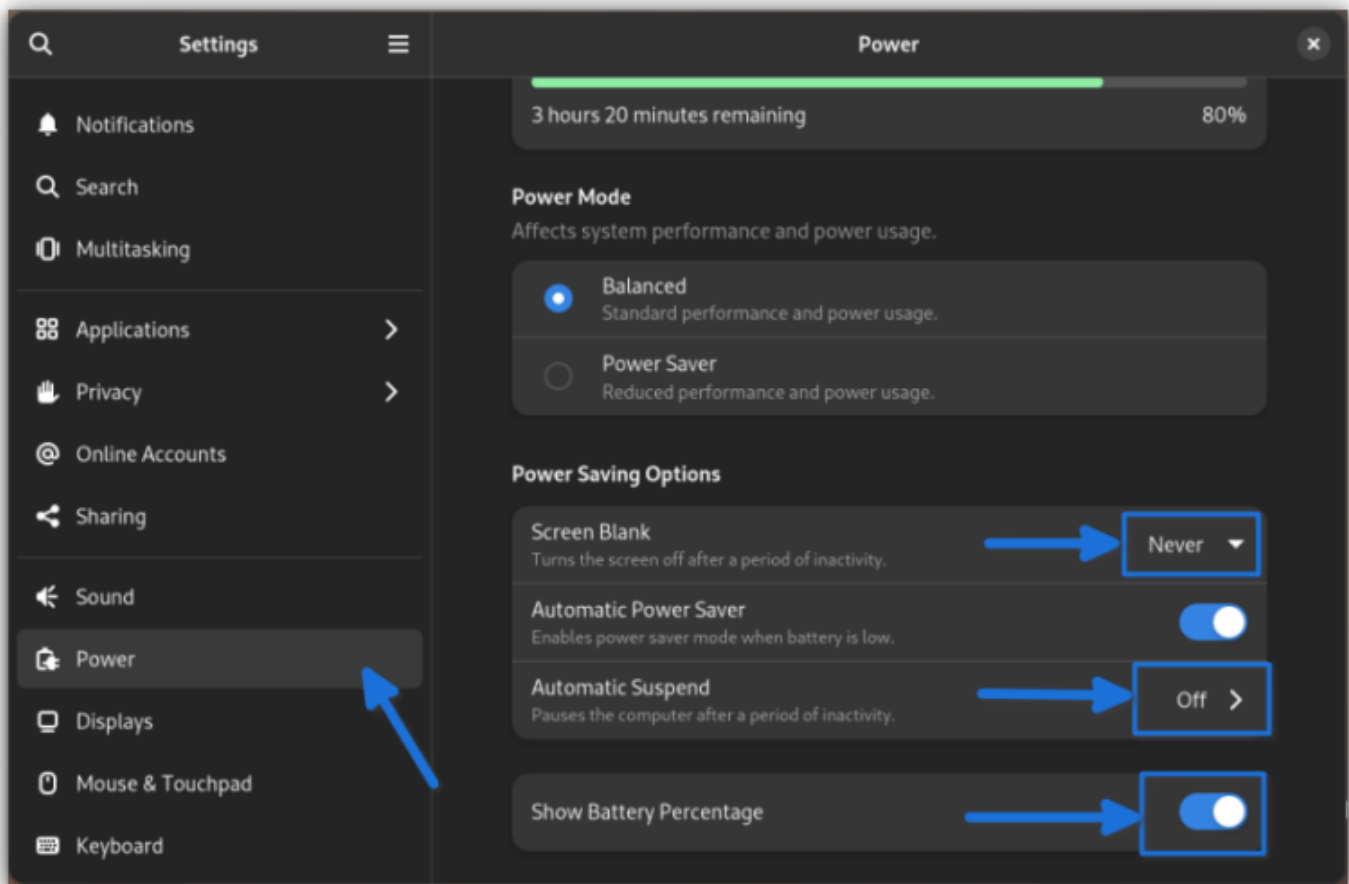 Settings
Power
Notifications
Search
Multitasking
Applications
Privacy
Online Accounts
Sharing
Sound
Power
Displays
Mouse & Touchpad
Keyboard
3 hours 20 minutes remaining
80%
Power Mode
Affects system performance and power usage.
Balanced
Standard performance and power usage.
Power Saver
Reduced performance and power usage.
Power Saving Options
Screen Blank
Turns the screen off after a period of inactivity.
Never
Automatic Power Saver
Enables power saver mode when battery is low.
Automatic Suspend
Pauses the computer after a period of inactivity.
Off
Show Battery Percentage